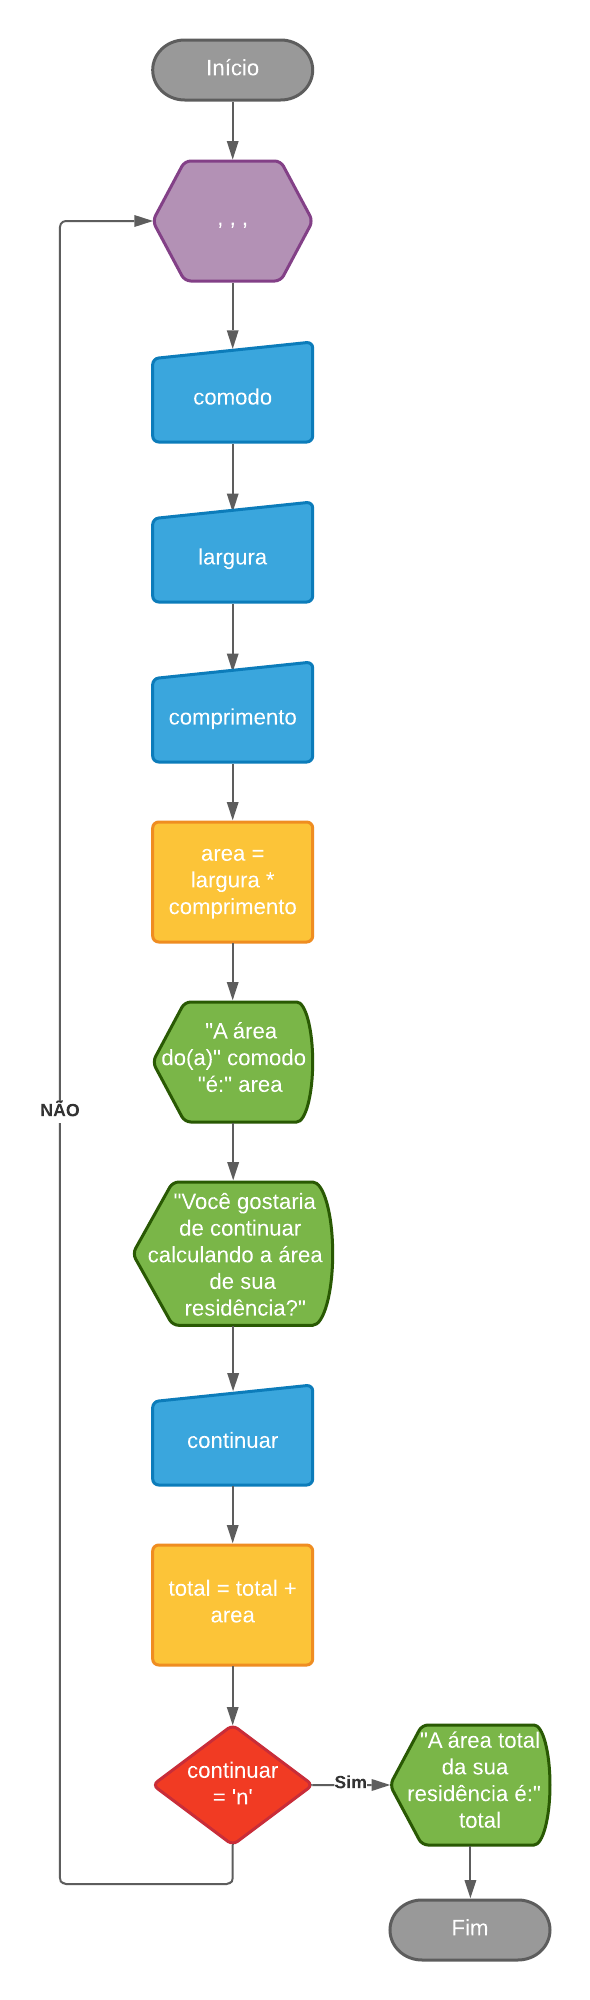 Início
, , ,
comodo
largura
comprimento
area =
largura *
comprimento
"A área
do(a)" comodo
"é:" area
NÃO
"Você gostaria
de continuar
calculando a área
de sua
residência?"
continuar
total = total +
area
continuar
= 'n'
Sim
"A área total
da sua
residência é:"
total
Fim